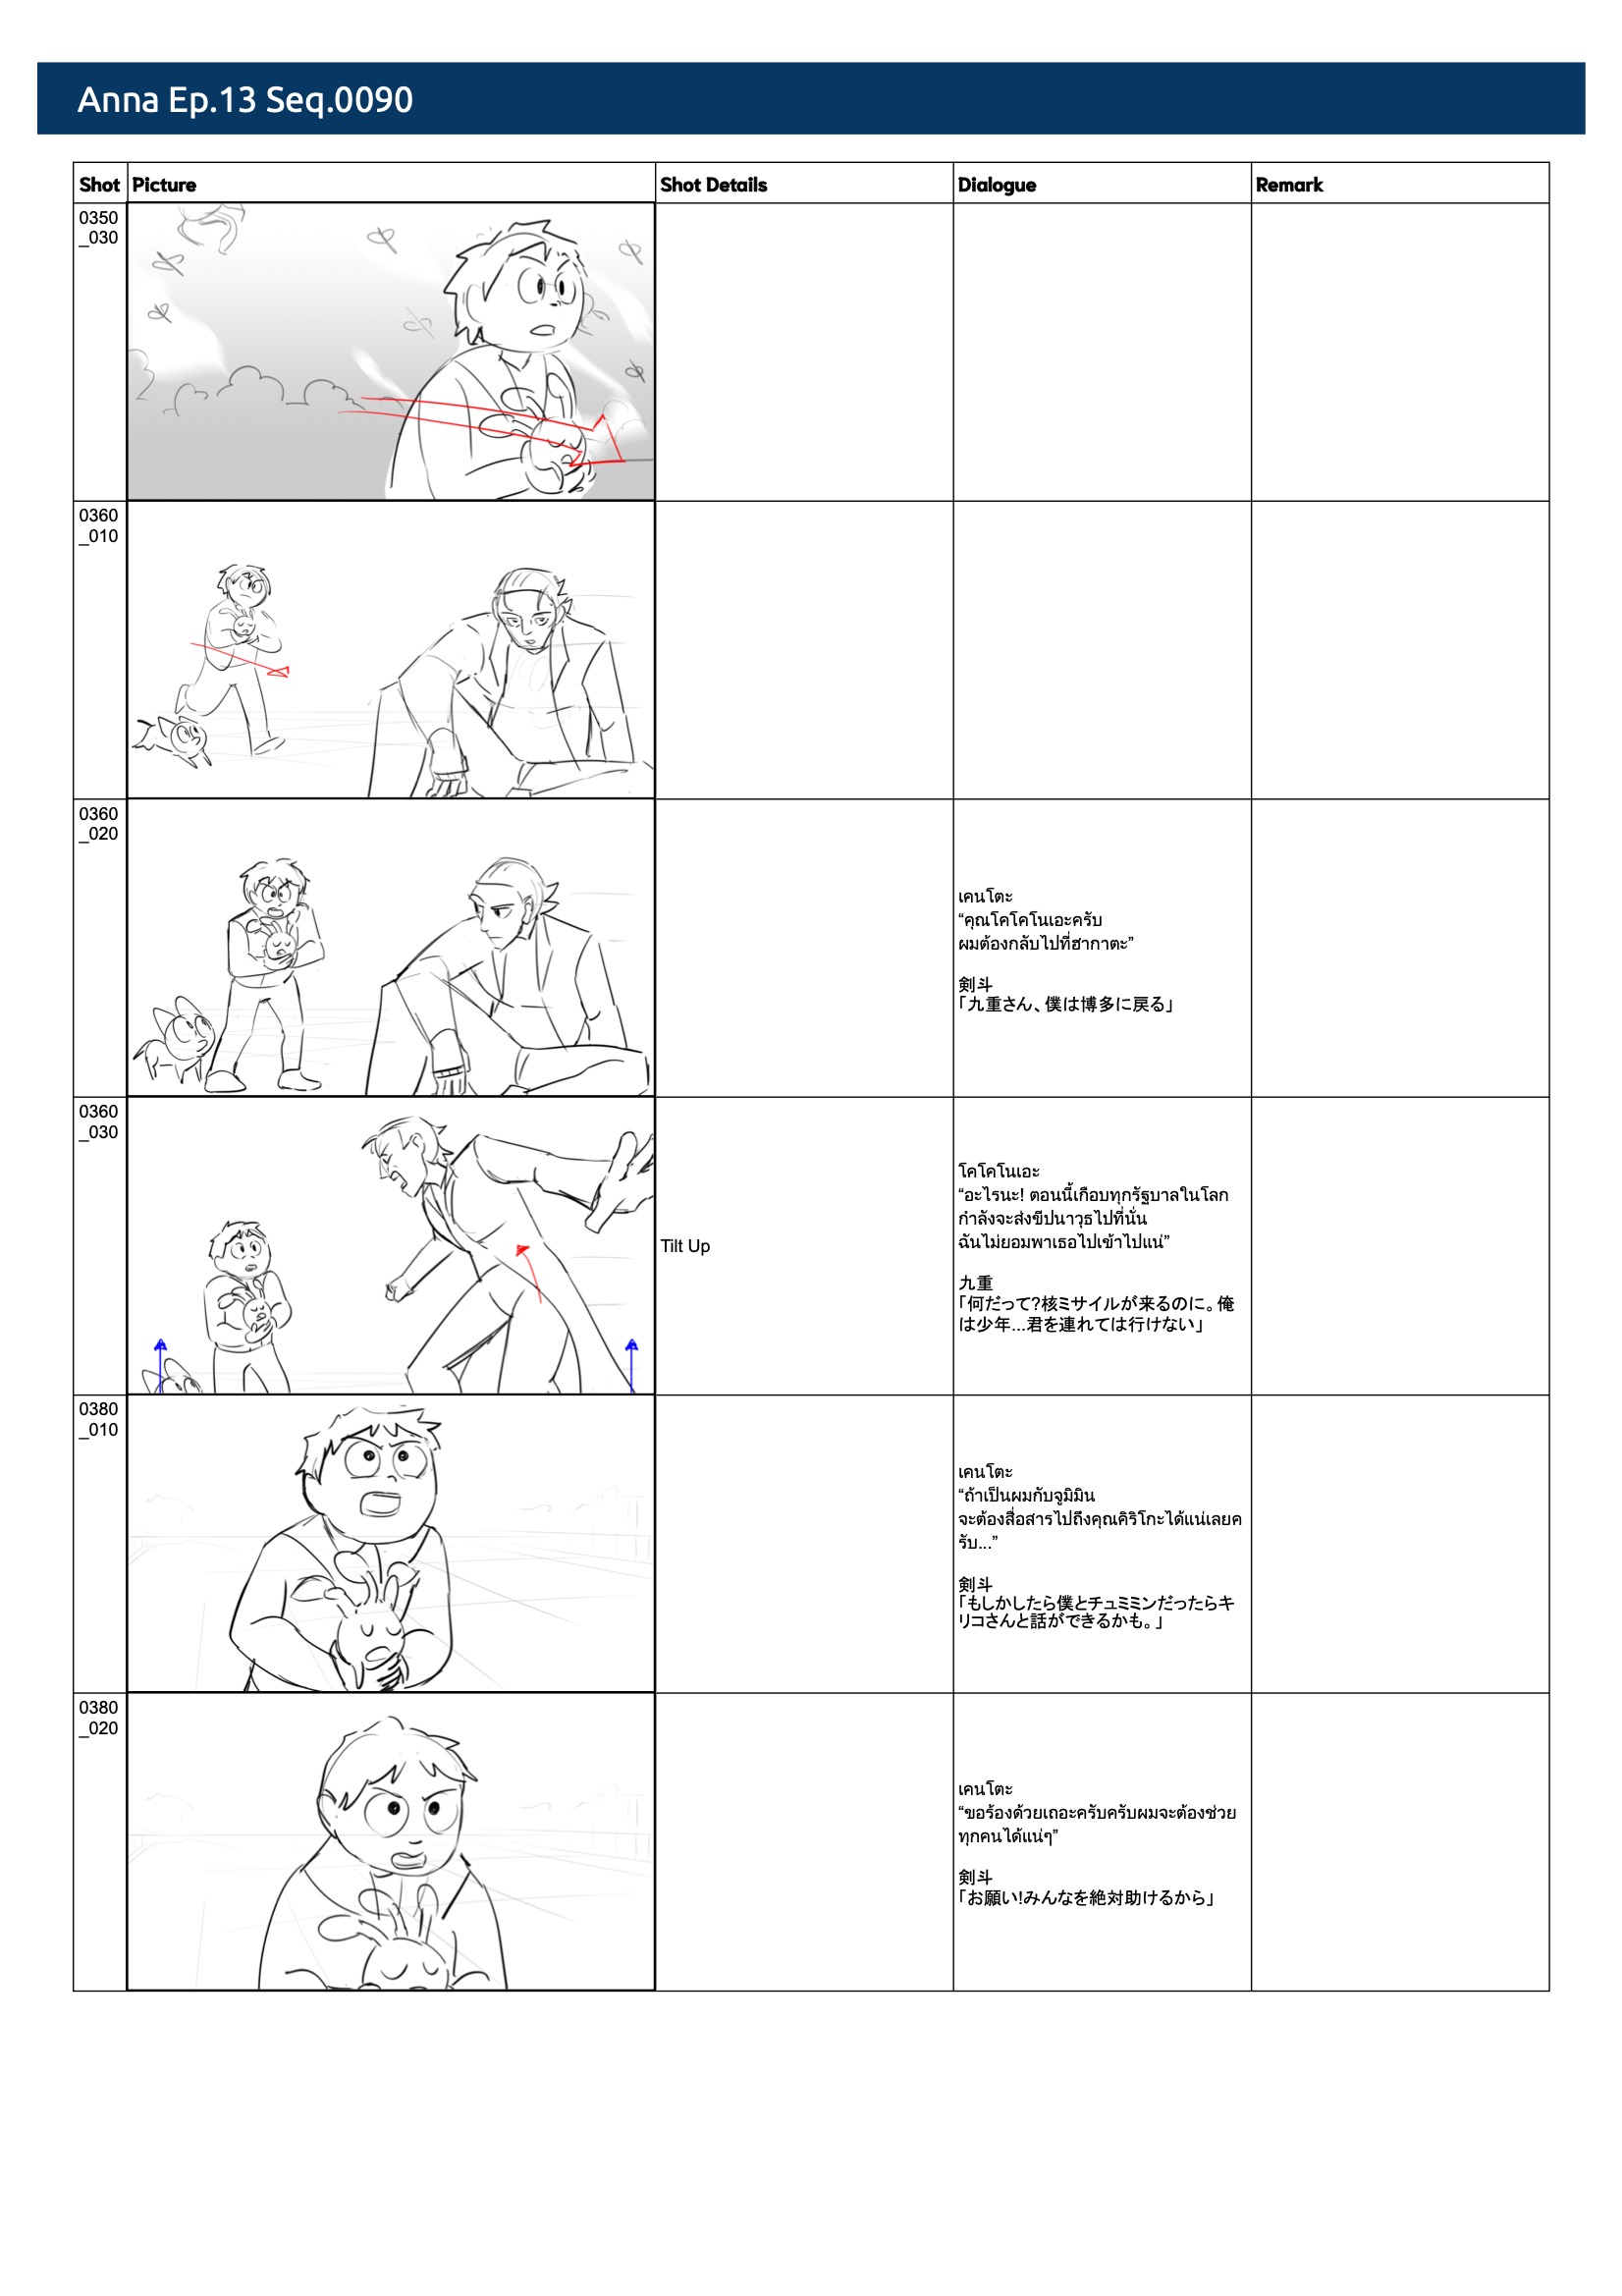 Anna Ep.13 Seq.0090
Shot Picture Shot Details Dialogue Remark
0350
_030
0360
_010
0360
_020
เคนโตะ
“คุณโคโคโนเอะครับ
ผมต้องกลับไปที่ฮากาตะ”
剣斗
「九重さん、僕は博多に戻る」
0360
_030
Tilt Up
โคโคโนเอะ
“อะไรนะ! ตอนนี้เกือบทุกรัฐบาลในโลก
กำลังจะส่งขีปนาวุธไปที่นั่น
ฉันไม่ยอมพาเธอไปเข้าไปแน่”
九重
「何だって?核ミサイルが来るのに。俺
は少年...君を連れては行けない」
0380
_010
เคนโตะ
“ถ้าเป็นผมกับจูมิมิน
จะต้องสื่อสารไปถึงคุณคิริโกะได้แน่เลยค
รับ...”
剣斗
「もしかしたら僕とチュミミンだったらキ
リコさんと話ができるかも。」
0380
_020
เคนโตะ
“ขอร้องด้วยเถอะครับครับผมจะต้องช่วย
ทุกคนได้แน่ๆ”
剣斗
「お願い!みんなを絶対助けるから」